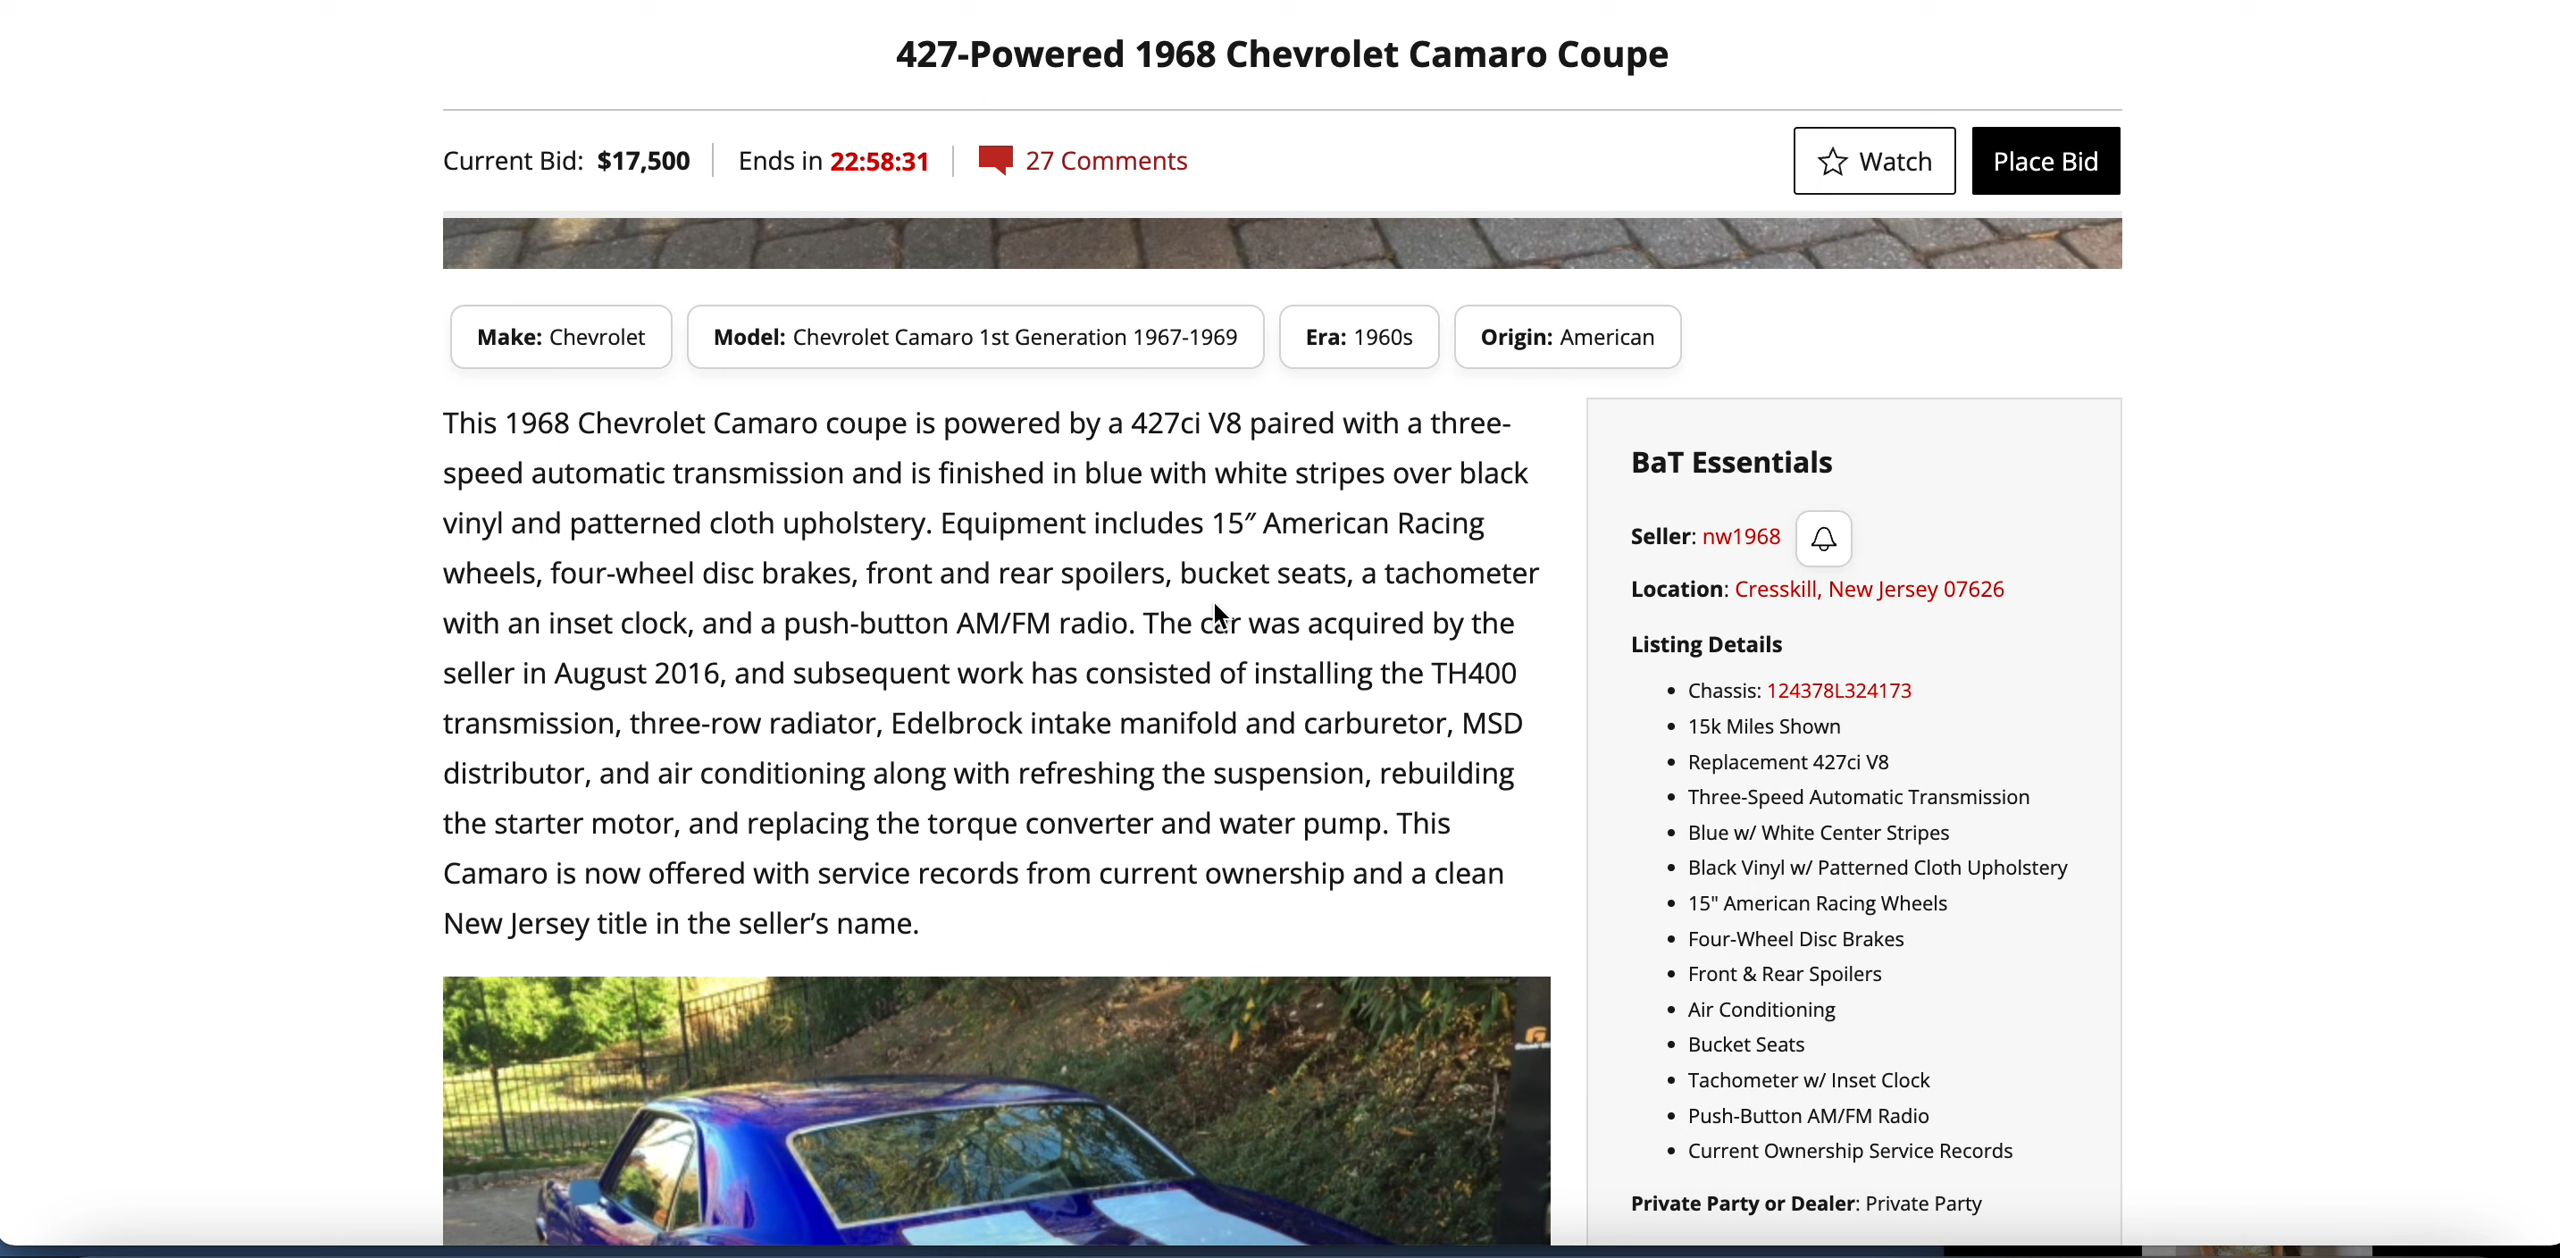 427-Powered 1968 Chevrolet Camaro Coupe
Current Bid: $17,500
Ends in 22:58:31
27 Comments
Watch
Place Bid
Make: Chevrolet
Model: Chevrolet Camaro 1st Generation 1967-1969
Era: 1960s
Origin: American
This 1968 Chevrolet Camaro coupe is powered by a 427ci V8 paired with a three-
speed automatic transmission and is finished in blue with white stripes over black
vinyl and patterned cloth upholstery. Equipment includes 15″ American Racing
wheels, four-wheel disc brakes, front and rear spoilers, bucket seats, a tachometer
with an inset clock, and a push-button AM/FM radio. The car was acquired by the
seller in August 2016, and subsequent work has consisted of installing the TH400
transmission, three-row radiator, Edelbrock intake manifold and carburetor, MSD
distributor, and air conditioning along with refreshing the suspension, rebuilding
the starter motor, and replacing the torque converter and water pump. This
Camaro is now offered with service records from current ownership and a clean
New Jersey title in the seller’s name.
BaT Essentials
Seller: nw1968
Location: Cresskill, New Jersey 07626
Listing Details
• Chassis: 124378L324173
• 15k Miles Shown
• Replacement 427ci V8
• Three-Speed Automatic Transmission
• Blue w/ White Center Stripes
• Black Vinyl w/ Patterned Cloth Upholstery
• 15" American Racing Wheels
• Four-Wheel Disc Brakes
• Front & Rear Spoilers
• Air Conditioning
• Bucket Seats
• Tachometer w/ Inset Clock
• Push-Button AM/FM Radio
• Current Ownership Service Records
Private Party or Dealer: Private Party